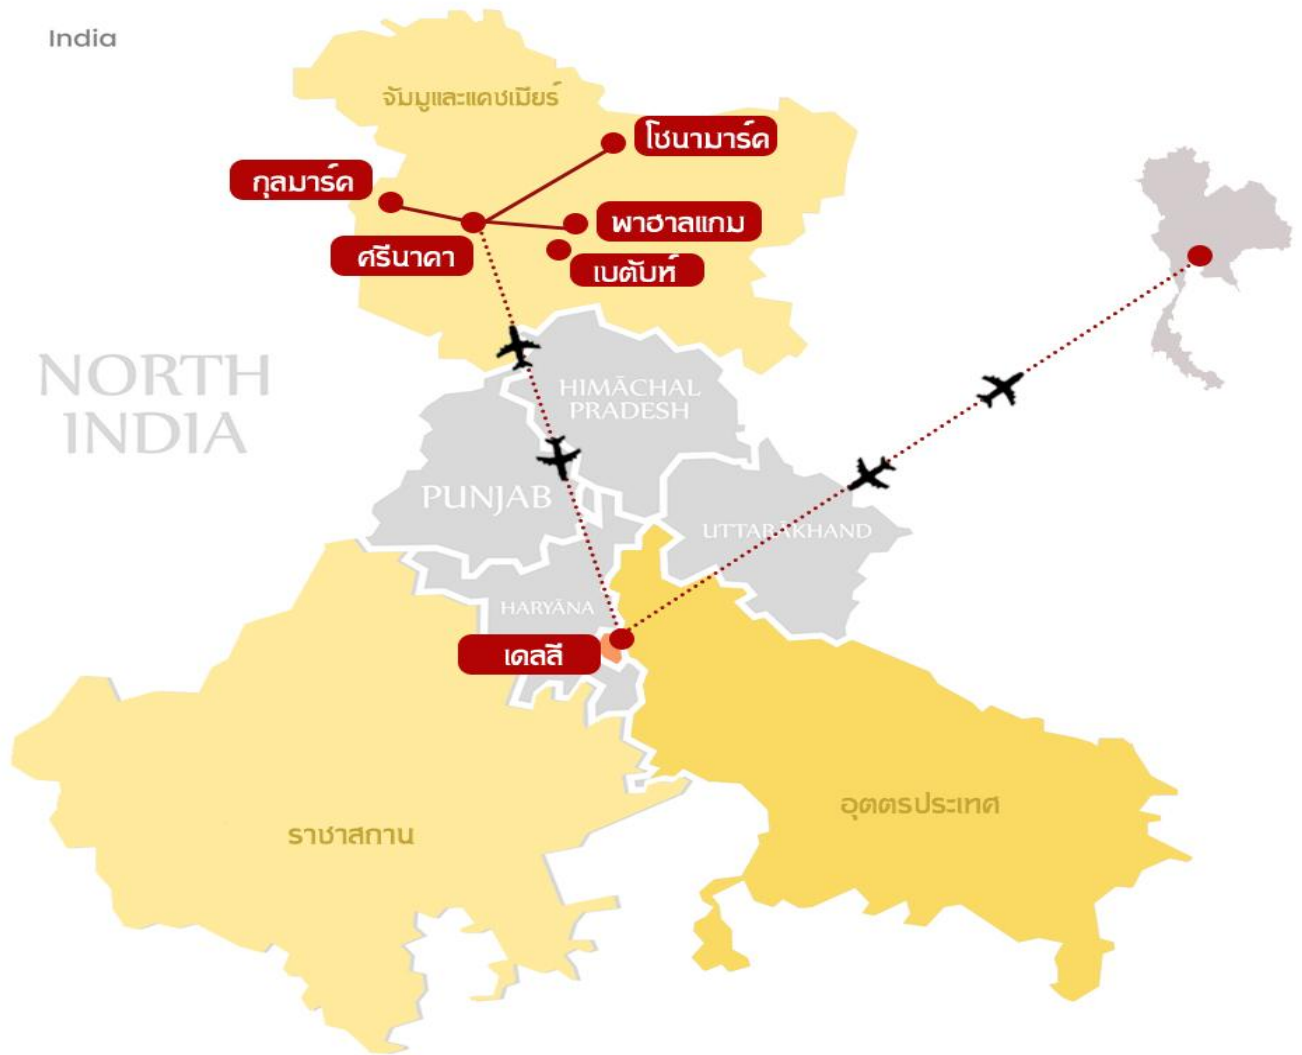 India
จัมมูและแคชเมียร์
โซนามาร์ค
กุลมาร์ค
พาฮาลแกม
ศรีนาคา
เบตับห์
NORTH
INDIA
HIMĀCHAL
PRADESH
PUNJAB
UTTARĀKHAND
HARYĀNA
เดลลี
อุตตรประเทศ
ราชาสถาน